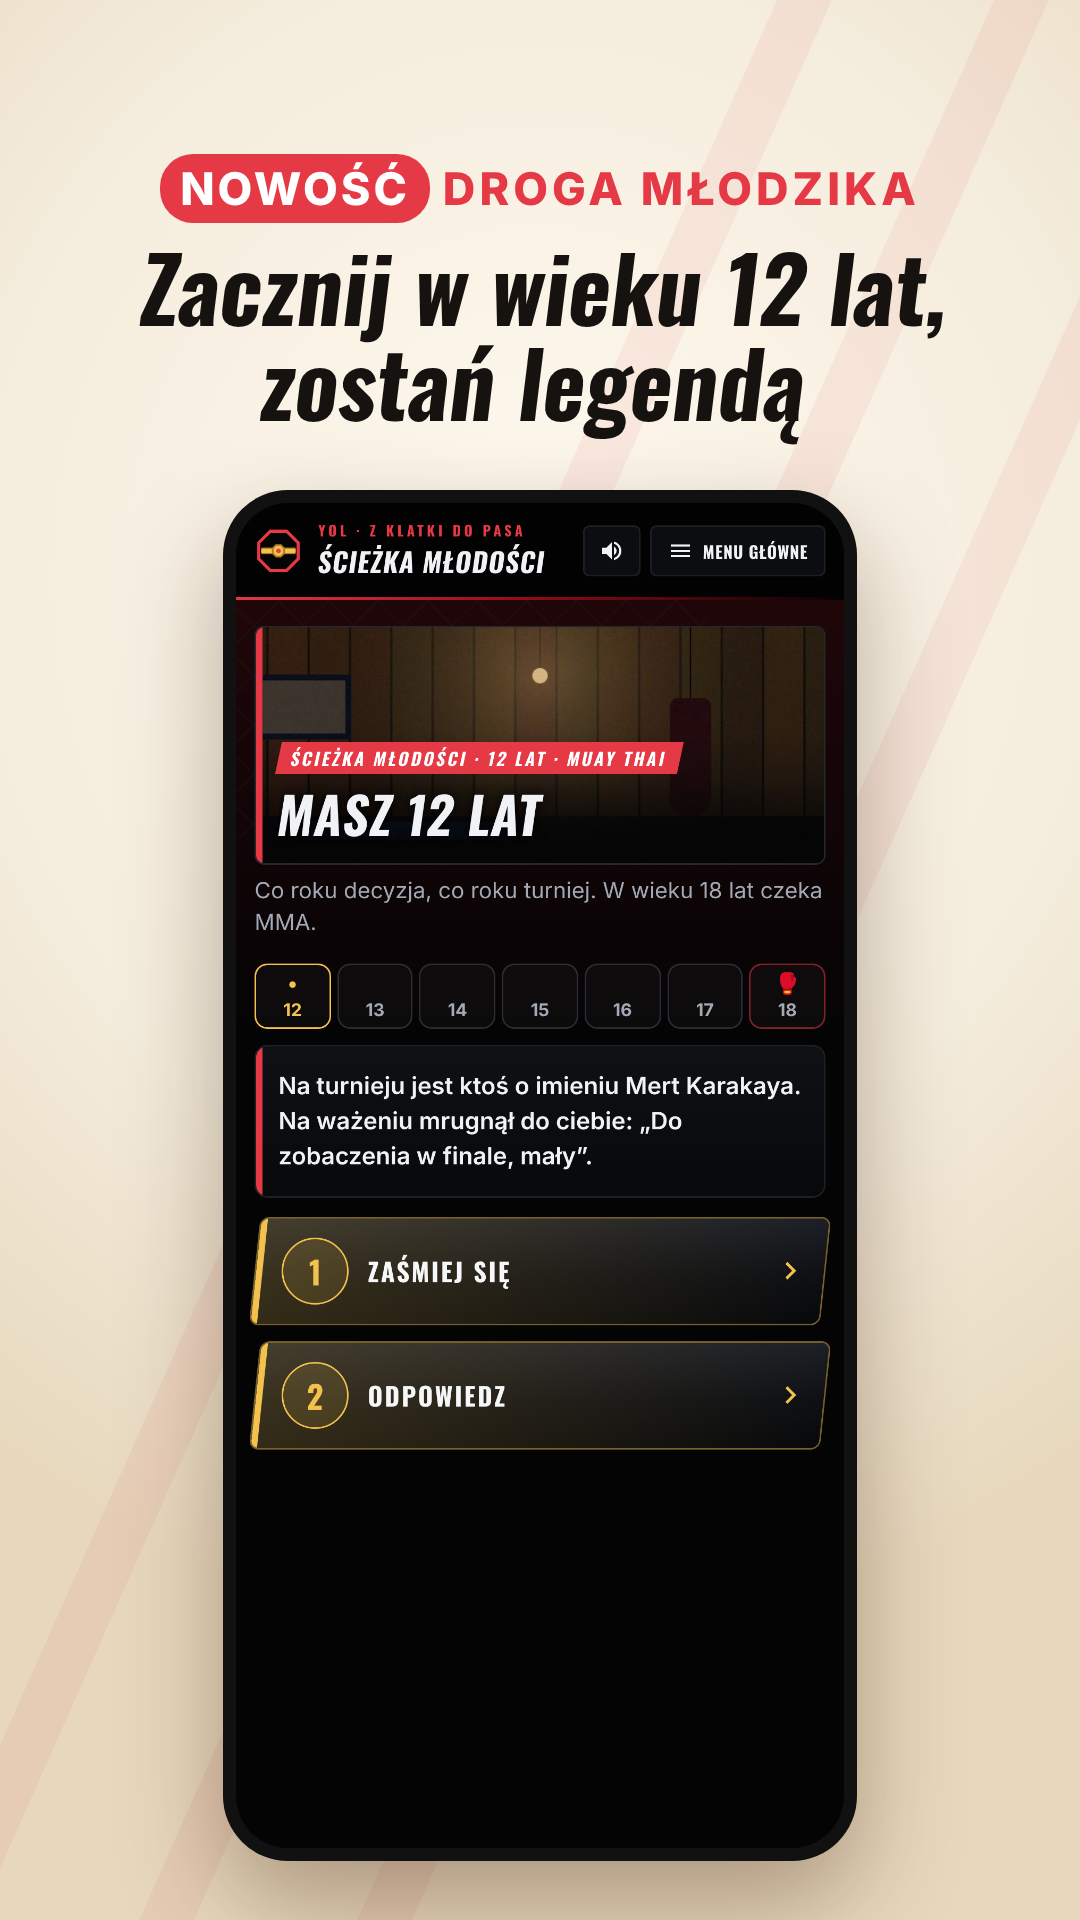 NOWOŚĆ DROGA MŁODZIKA
Zacznij w wieku 12 lat,
zostań legendą
YOL · Z KLATKI DO PASA
ŚCIEŻKA MŁODOŚCI
MENU GŁÓWNE
ŚCIEŻKA MŁODOŚCI · 12 LAT · MUAY THAI
MASZ 12 LAT
Co roku decyzja, co roku turniej. W wieku 18 lat czeka
MMA.
12 13 14 15 16 17 18
Na turnieju jest ktoś o imieniu Mert Karakaya.
Na ważeniu mrugnął do ciebie: „Do
zobaczenia w finale, mały”.
1 ZAŚMIEJ SIĘ
2 ODPOWIEDZ